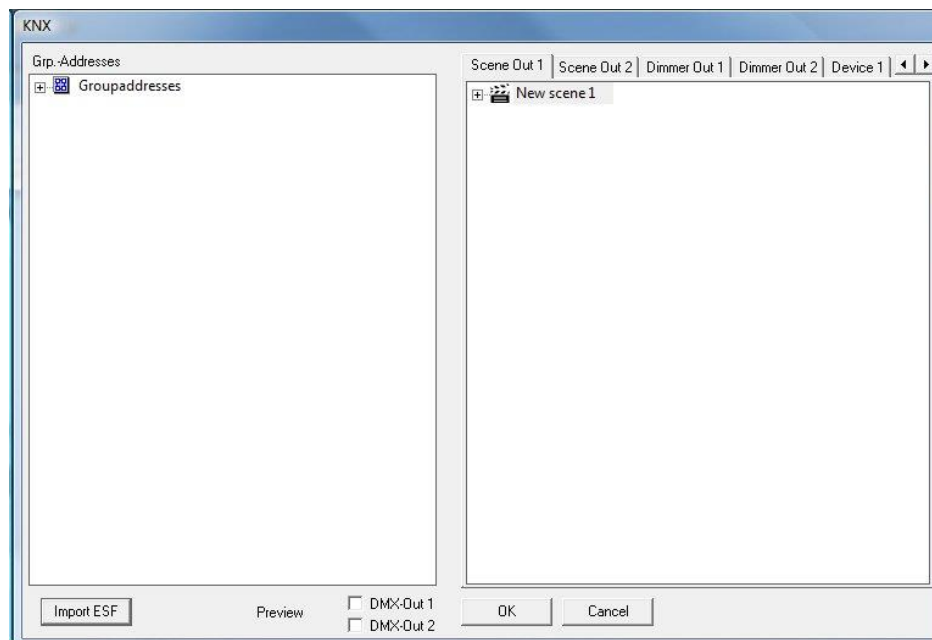 KNX
Grp.-Addresses
Groupaddresses
Scene Out 1 Scene Out 2 Dimmer Out 1 Dimmer Out 2 Device 1
New scene 1
Import ESF
Preview
DMX-Out 1
DMX-Out 2
OK
Cancel